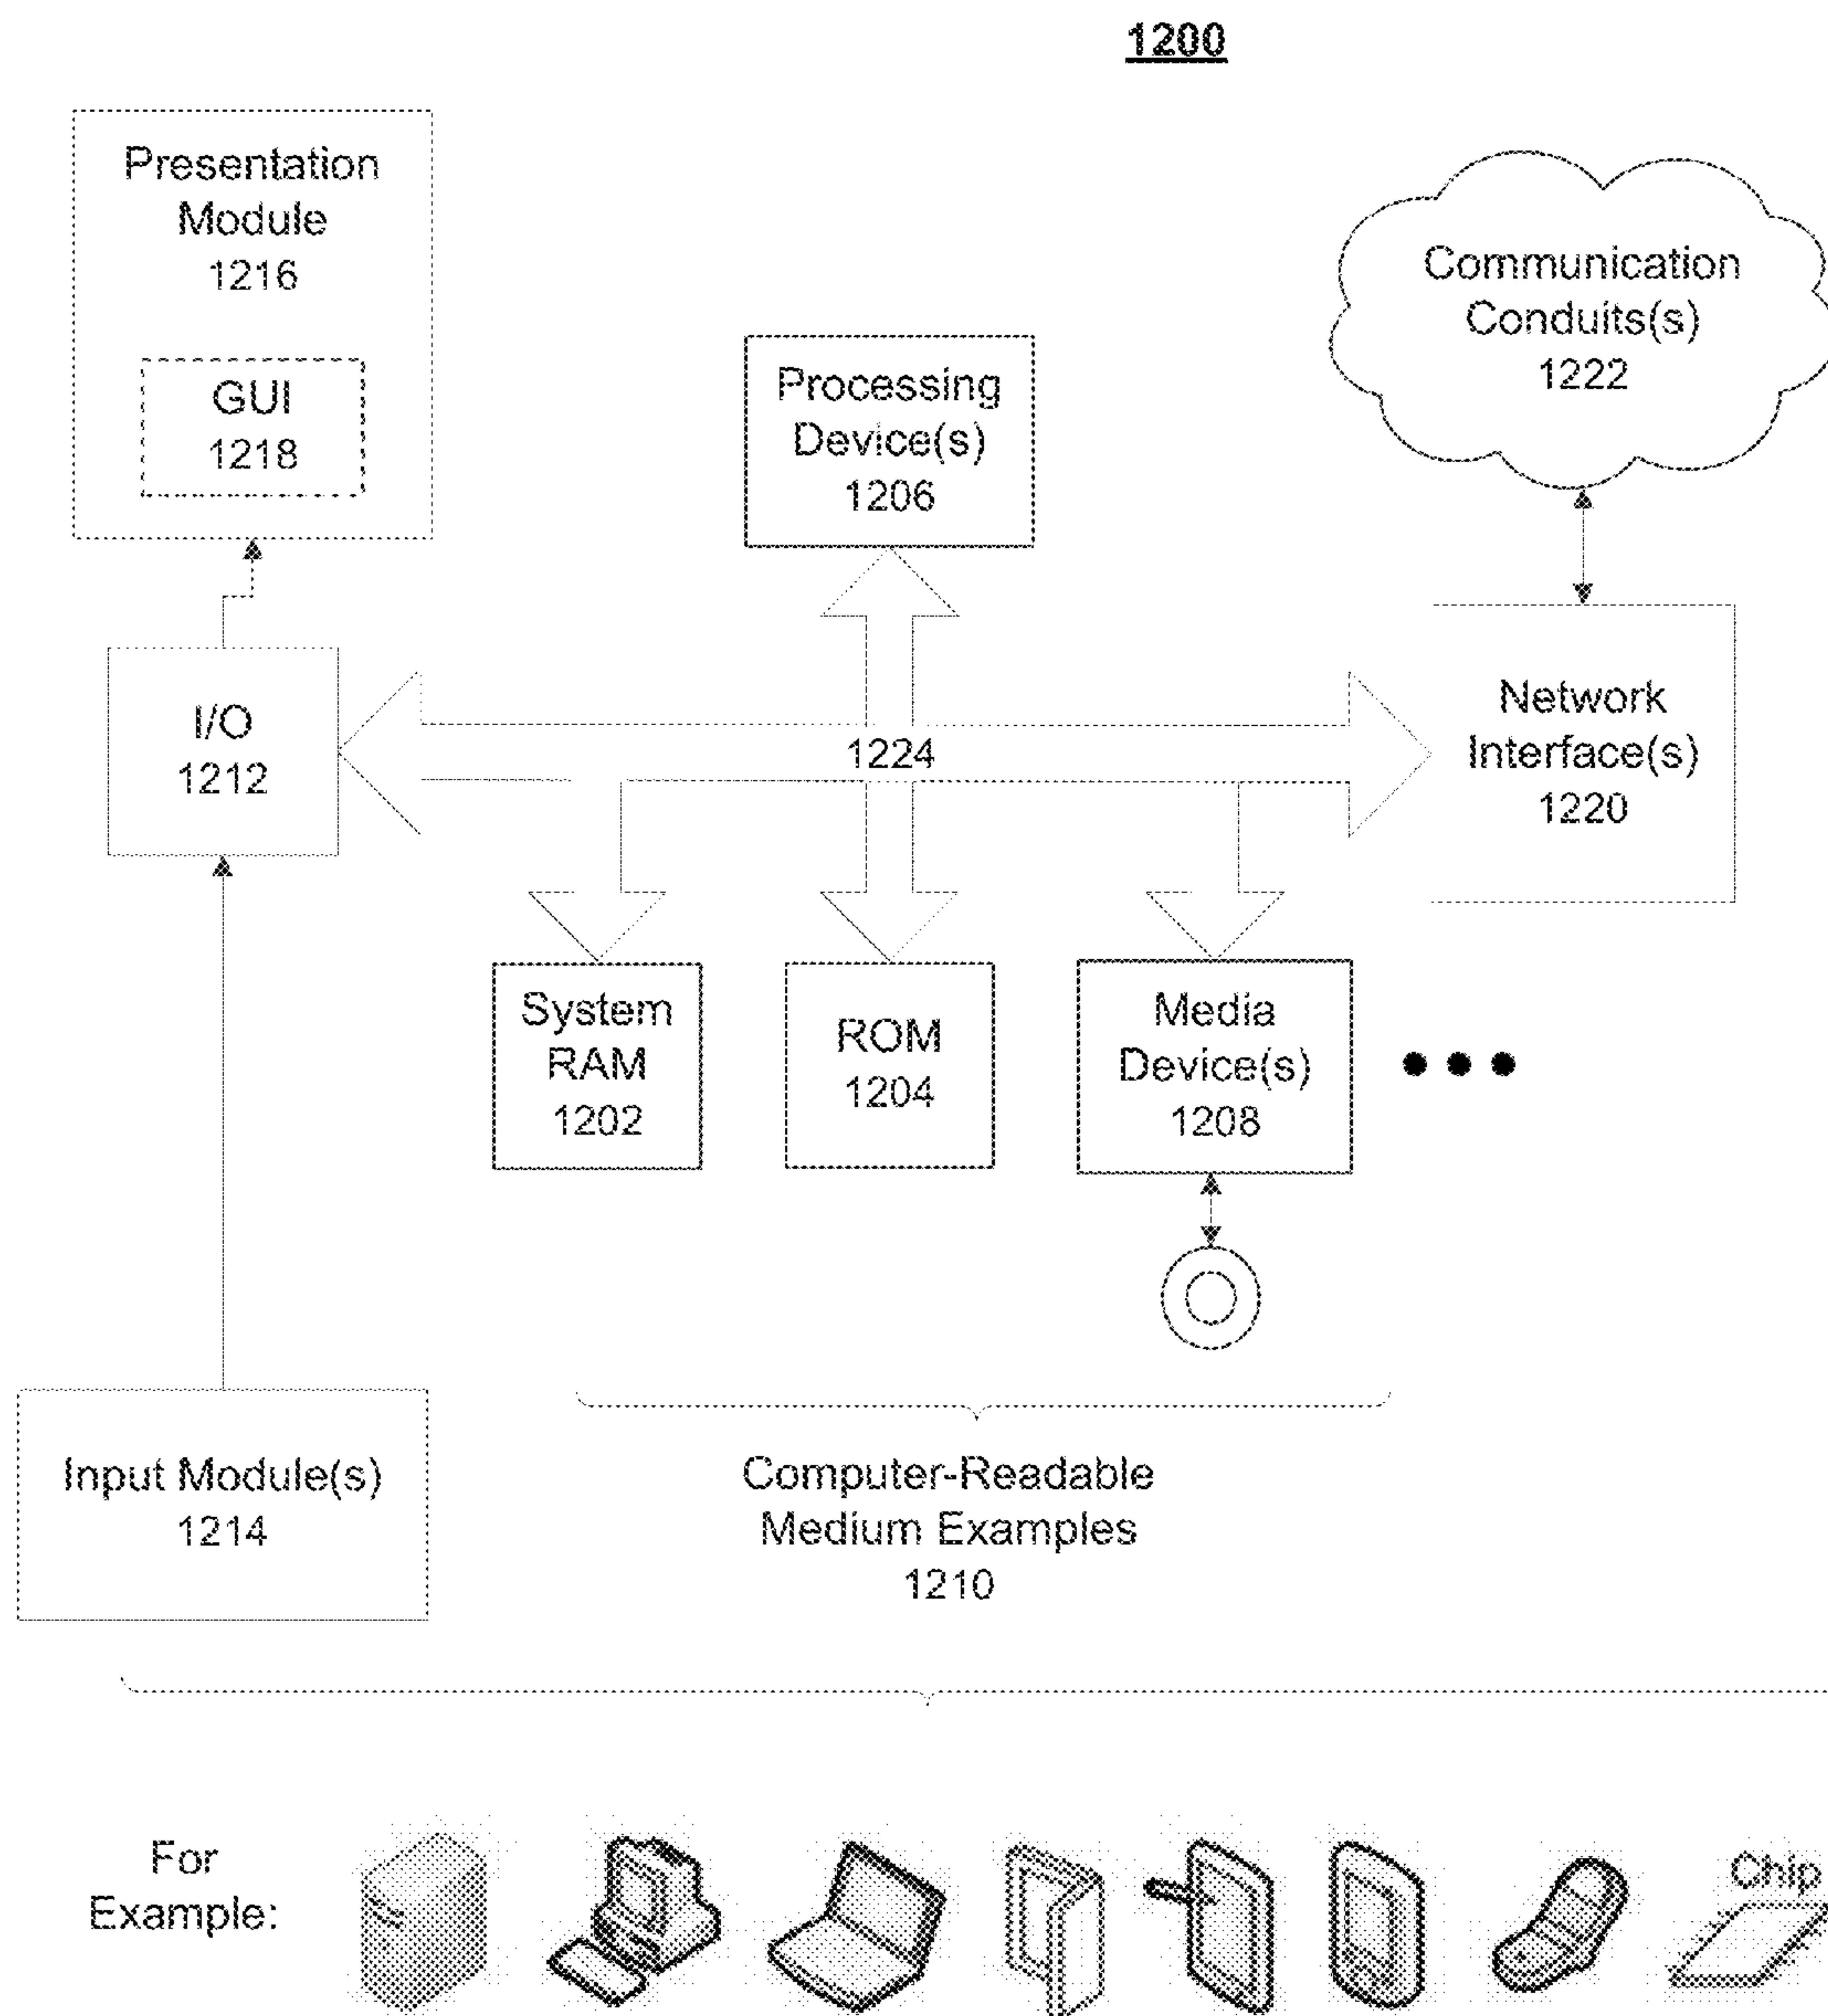 1200
Presentation
Module
1216
GUI
1218
Communication
Conduits(s)
1222
Processing
Device(s)
1206
I/O
1212
1224
Network
Interface(s)
1220
System
RAM
1202
ROM
1204
Media
Device(s)
1208
Input Module(s)
1214
Computer-Readable
Medium Examples
1210
For
Example:
Chip